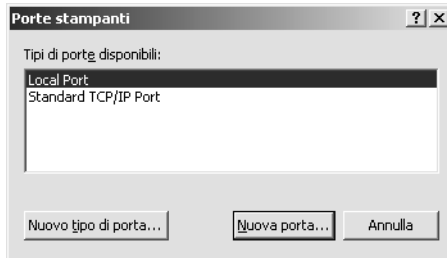 Porte stampanti
Tipi di porte disponibili:
Local Port
Standard TCP/IP Port
Nuovo tipo di porta... Nuova porta... Annulla